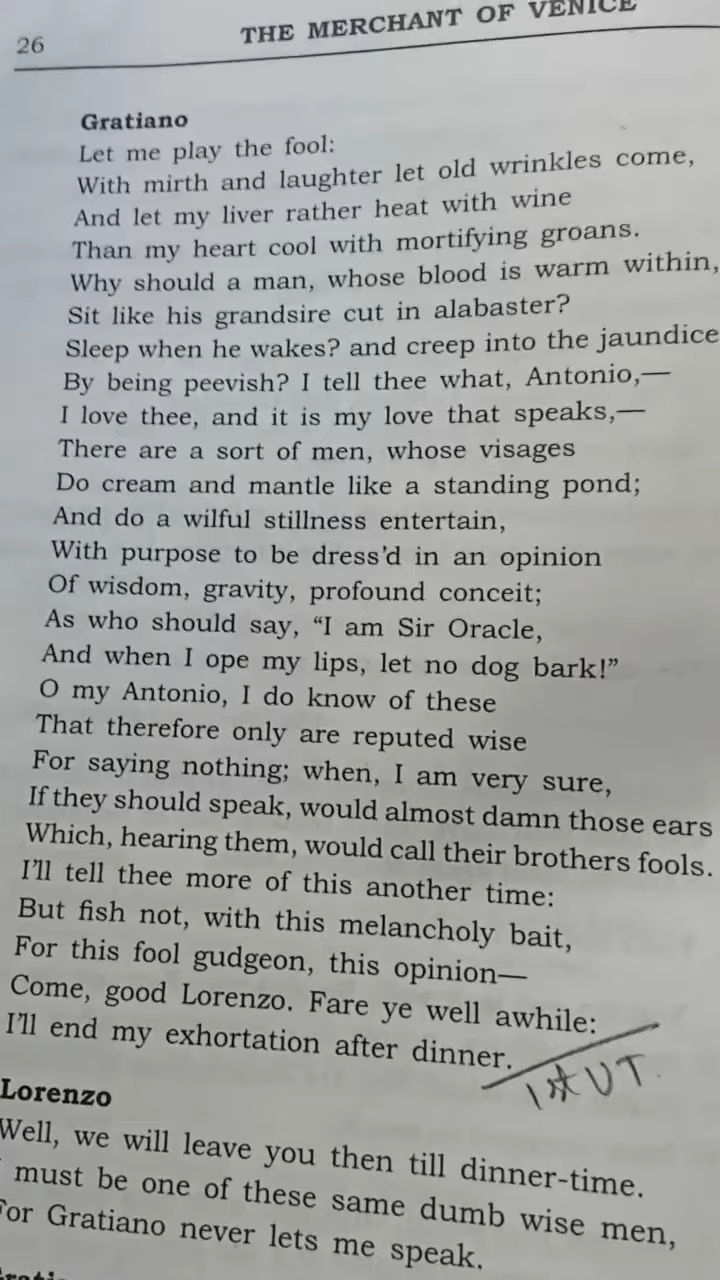 26
THE MERCHANT OF VENICE
Gratiano
Let me play the fool:
With mirth and laughter let old wrinkles come,
And let my liver rather heat with wine
Than my heart cool with mortifying groans.
Why should a man, whose blood is warm within,
Sit like his grandsire cut in alabaster?
Sleep when he wakes? and creep into the jaundice
By being peevish? I tell thee what, Antonio,—
I love thee, and it is my love that speaks,—
There are a sort of men, whose visages
Do cream and mantle like a standing pond;
And do a wilful stillness entertain,
With purpose to be dress'd in an opinion
Of wisdom, gravity, profound conceit;
As who should say, “I am Sir Oracle,
And when I ope my lips, let no dog bark!”
O my Antonio, I do know of these
That therefore only are reputed wise
For saying nothing; when, I am very sure,
If they should speak, would almost damn those ears
Which, hearing them, would call their brothers fools.
I'll tell thee more of this another time:
But fish not, with this melancholy bait,
For this fool gudgeon, this opinion—
Come, good Lorenzo. Fare ye well awhile:
I'll end my exhortation after dinner.
1st UT
Lorenzo
Well, we will leave you then till dinner-time.
must be one of these same dumb wise men,
For Gratiano never lets me speak.